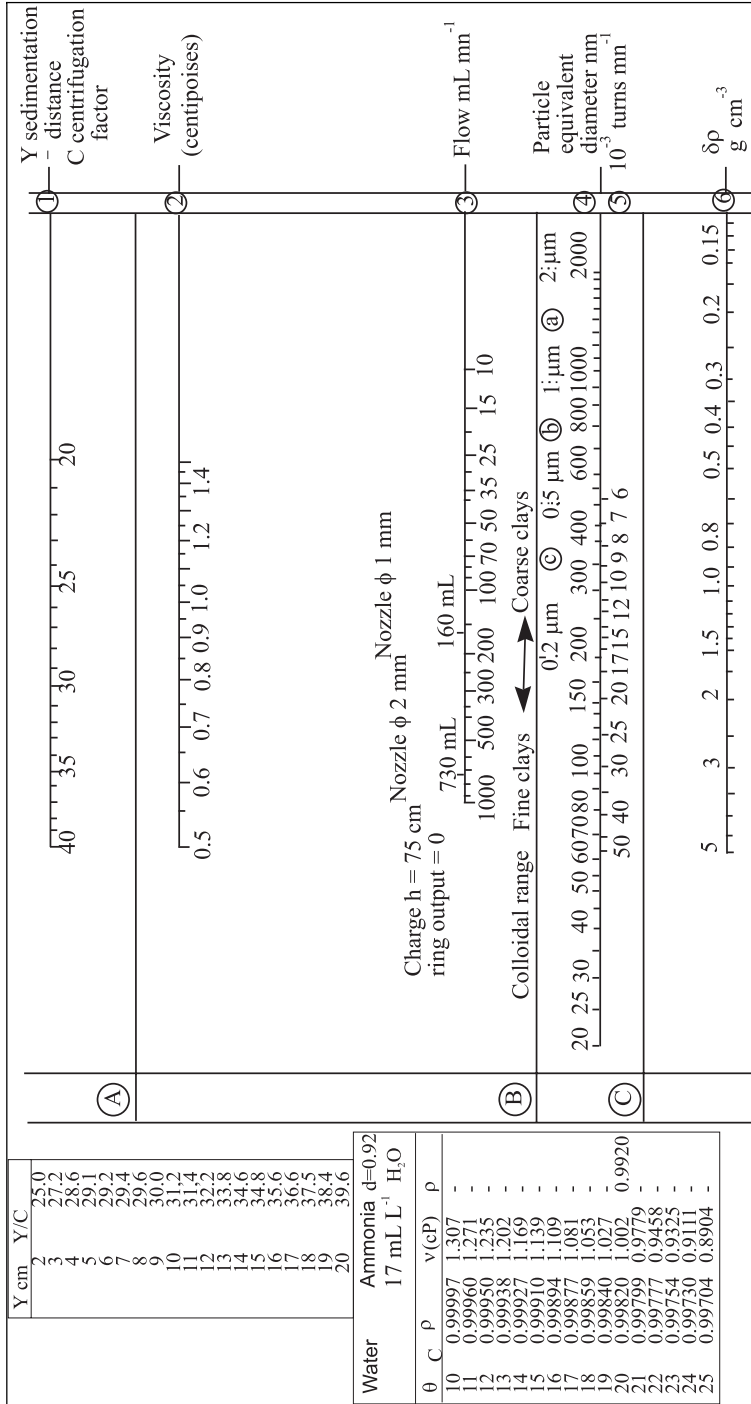 Y cm Y/C
2 25.0
3 27.2
4 28.6
5 29.1
6 29.2
7 29.4
8 29.6
9 30.0
10 31.2
11 31.4
12 32.2
13 33.8
14 34.6
15 34.8
16 35.6
17 36.6
18 37.5
19 38.4
20 39.6
Water Ammonia d=0.92
17 mL L⁻¹ H₂O
θ C ρ ν(cP) ρ
10 0.99997 1.307 -
11 0.99960 1.271 -
12 0.99950 1.235 -
13 0.99938 1.202 -
14 0.99927 1.169 -
15 0.99910 1.139 -
16 0.99894 1.109 -
17 0.99877 1.081 -
18 0.99859 1.053 -
19 0.99840 1.027 -
20 0.99820 1.002 0.9920
21 0.99799 0.9779 -
22 0.99777 0.9458 -
23 0.99754 0.9325 -
24 0.99730 0.9111 -
25 0.99704 0.8904 -
Y sedimentation
- distance
C centrifugation
factor
1
40 35 30 25 20
A
Viscosity
(centipoises)
2
0.5 0.6 0.7 0.8 0.9 1.0 1.2 1.4
Charge h = 75 cm
ring output = 0
Nozzle ϕ 2 mm Nozzle ϕ 1 mm
730 mL 160 mL
3 Flow mL mn⁻¹
1000 500 300 200 100 70 50 35 25 15 10
Colloidal range Fine clays Coarse clays
B
0.2 µm c 0.5 µm b 1 µm a 2 µm
Particle
equivalent
diameter nm
4
20 25 30 40 50 60 70 80 100 150 200 300 400 600 800 1000 2000
5 10⁻³ turns mn⁻¹
50 40 30 25 20 17 15 12 10 9 8 7 6
C
6 δρ
g cm⁻³
5 3 2 1.5 1.0 0.8 0.5 0.4 0.3 0.2 0.15